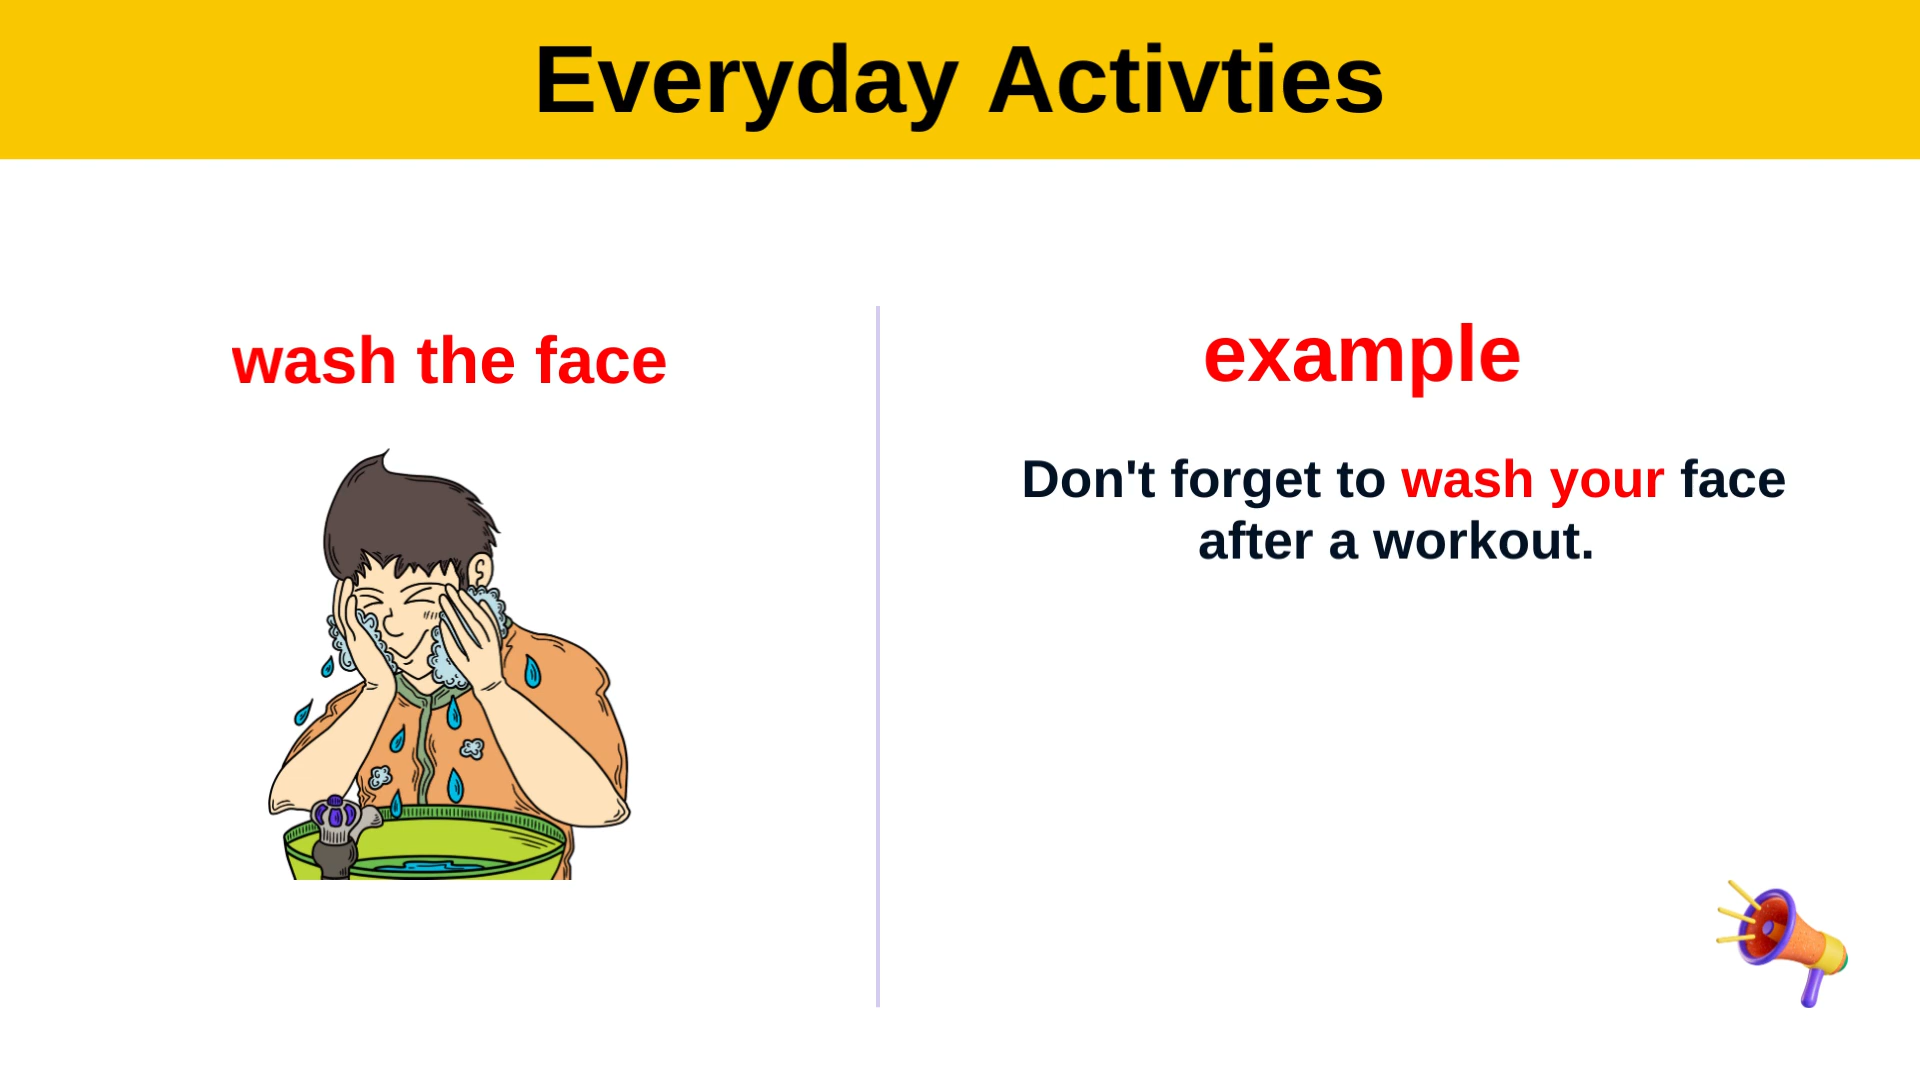 Everyday Activties
wash the face
example
Don't forget to wash your face
after a workout.